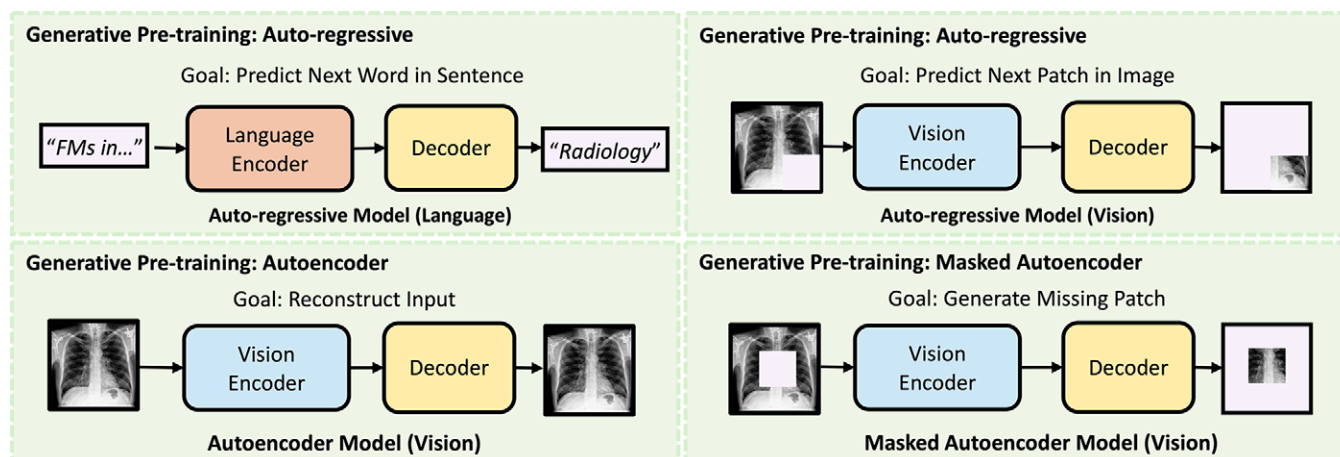 Generative Pre-training: Auto-regressive
Goal: Predict Next Word in Sentence
"FMs in..."
Language
Encoder
Decoder
"Radiology"
Auto-regressive Model (Language)
Generative Pre-training: Auto-regressive
Goal: Predict Next Patch in Image
Vision
Encoder
Decoder
Auto-regressive Model (Vision)
Generative Pre-training: Autoencoder
Goal: Reconstruct Input
Vision
Encoder
Decoder
Autoencoder Model (Vision)
Generative Pre-training: Masked Autoencoder
Goal: Generate Missing Patch
Vision
Encoder
Decoder
Masked Autoencoder Model (Vision)